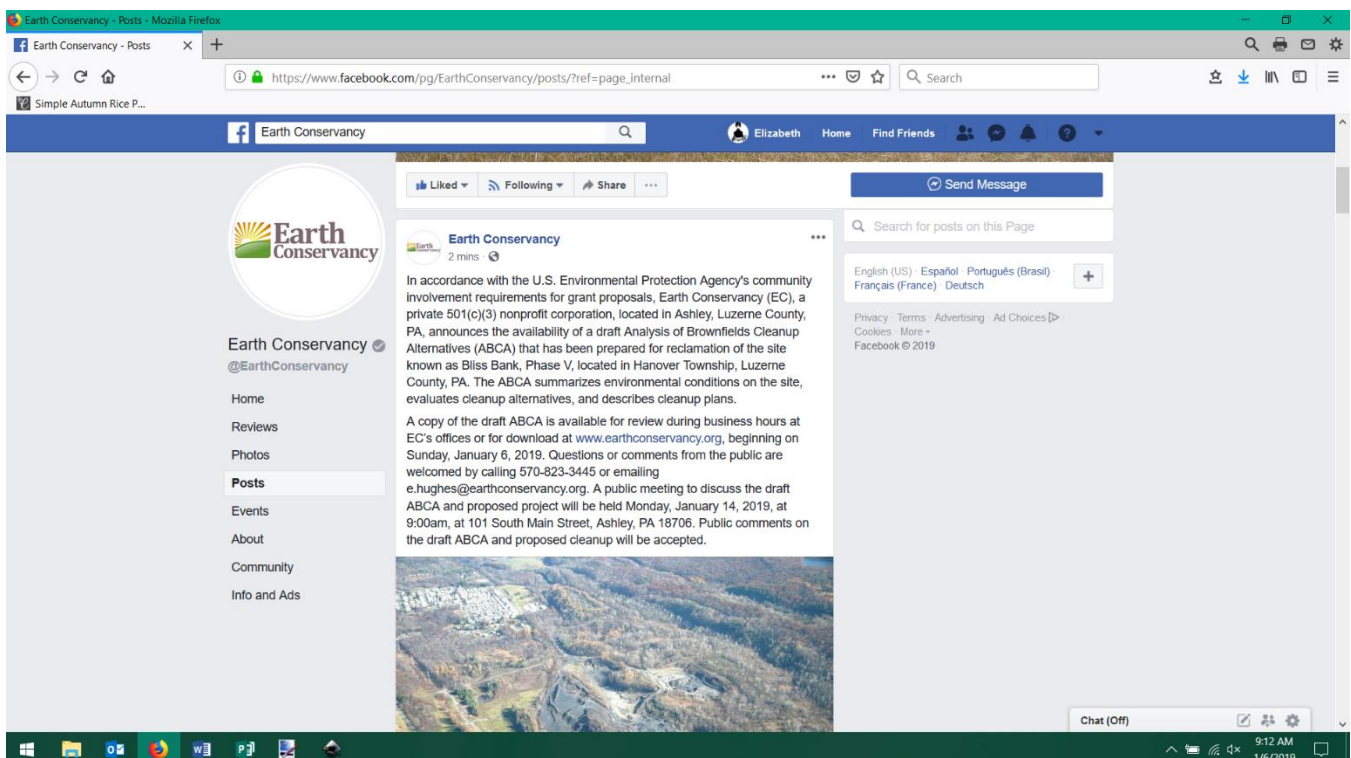 Earth Conservancy - Posts - Mozilla Firefox
Earth Conservancy - Posts
https://www.facebook.com/pg/EarthConservancy/posts/?ref=page_internal
Search
Simple Autumn Rice P...
Earth Conservancy
Elizabeth Home Find Friends
Liked Following Share
Send Message
Earth
Conservancy
Earth Conservancy
@EarthConservancy
Home
Reviews
Photos
Posts
Events
About
Community
Info and Ads
Earth Conservancy
2 mins ·
In accordance with the U.S. Environmental Protection Agency's community
involvement requirements for grant proposals, Earth Conservancy (EC), a
private 501(c)(3) nonprofit corporation, located in Ashley, Luzerne County,
PA, announces the availability of a draft Analysis of Brownfields Cleanup
Alternatives (ABCA) that has been prepared for reclamation of the site
known as Bliss Bank, Phase V, located in Hanover Township, Luzerne
County, PA. The ABCA summarizes environmental conditions on the site,
evaluates cleanup alternatives, and describes cleanup plans.
A copy of the draft ABCA is available for review during business hours at
EC's offices or for download at www.earthconservancy.org, beginning on
Sunday, January 6, 2019. Questions or comments from the public are
welcomed by calling 570-823-3445 or emailing
e.hughes@earthconservancy.org. A public meeting to discuss the draft
ABCA and proposed project will be held Monday, January 14, 2019, at
9:00am, at 101 South Main Street, Ashley, PA 18706. Public comments on
the draft ABCA and proposed cleanup will be accepted.
Search for posts on this Page
English (US) · Español · Português (Brasil) ·
Français (France) · Deutsch
Privacy · Terms · Advertising · Ad Choices ·
Cookies · More
Facebook © 2019
Chat (Off)
9:12 AM
1/6/2019